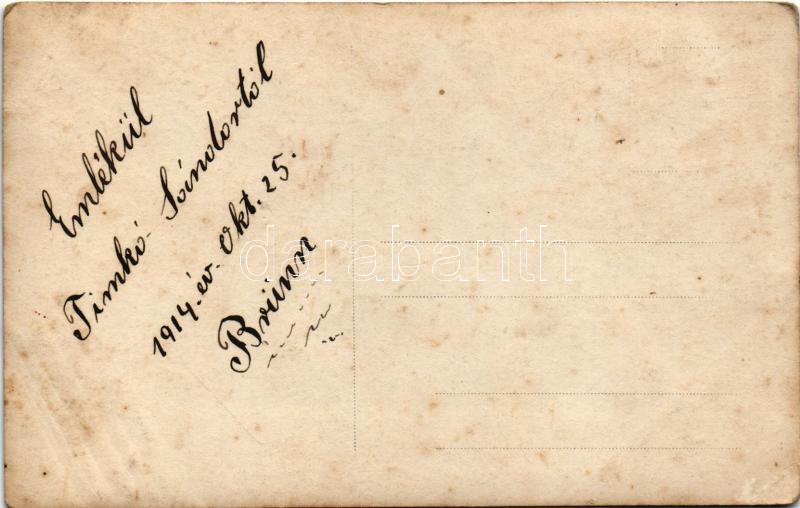 Emlékül
Timkó Sándortól
1914. év. Okt. 25.
Brünn
darabanth